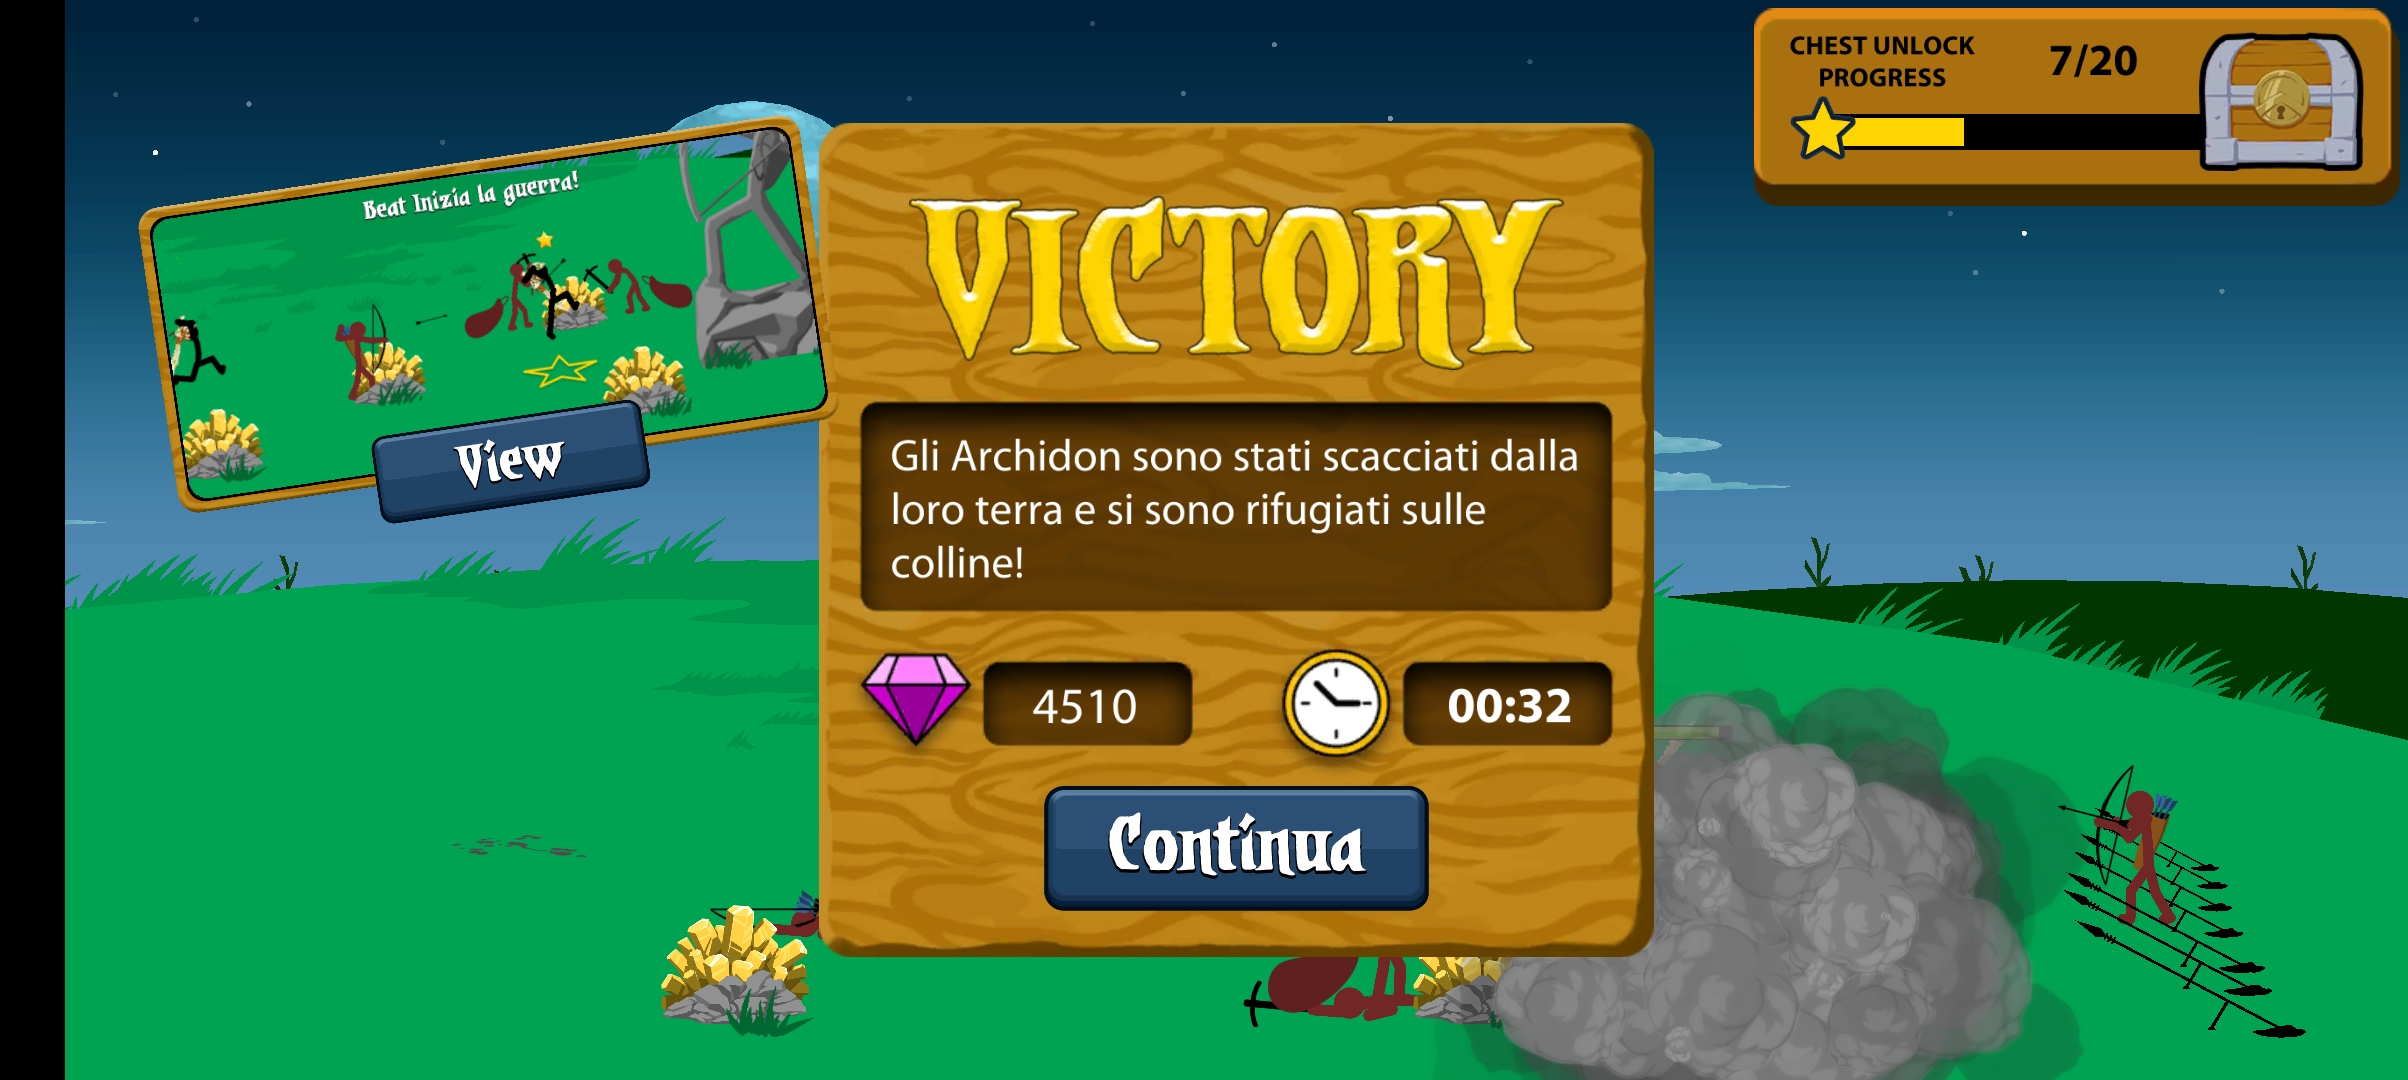 CHEST UNLOCK
PROGRESS
7/20
Beat Inizia la guerra!
View
VICTORY
Gli Archidon sono stati scacciati dalla
loro terra e si sono rifugiati sulle
colline!
4510
00:32
Continua